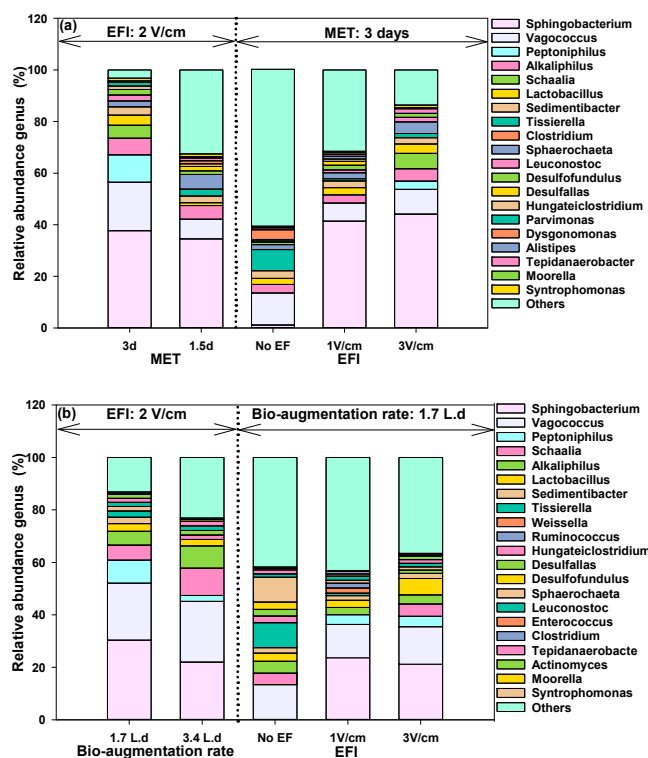 (a)
EFI: 2 V/cm
MET: 3 days
Relative abundance genus (%)
120
100
80
60
40
20
0
3d
1.5d
No EF
1V/cm
3V/cm
MET
EFI
Sphingobacterium
Vagococcus
Peptoniphilus
Alkaliphilus
Schaalia
Lactobacillus
Sedimentibacter
Tissierella
Clostridium
Sphaerochaeta
Leuconostoc
Desulfofundulus
Desulfallas
Hungateiclostridium
Parvimonas
Dysgonomonas
Alistipes
Tepidanaerobacter
Moorella
Syntrophomonas
Others
(b)
EFI: 2 V/cm
Bio-augmentation rate: 1.7 L.d
Relative abundance genus (%)
120
100
80
60
40
20
0
1.7 L.d
3.4 L.d
No EF
1V/cm
3V/cm
Bio-augmentation rate
EFI
Sphingobacterium
Vagococcus
Peptoniphilus
Schaalia
Alkaliphilus
Lactobacillus
Sedimentibacter
Tissierella
Weissella
Ruminococcus
Hungateiclostridium
Desulfallas
Desulfofundulus
Sphaerochaeta
Leuconostoc
Enterococcus
Clostridium
Tepidanaerobacte
Actinomyces
Moorella
Syntrophomonas
Others